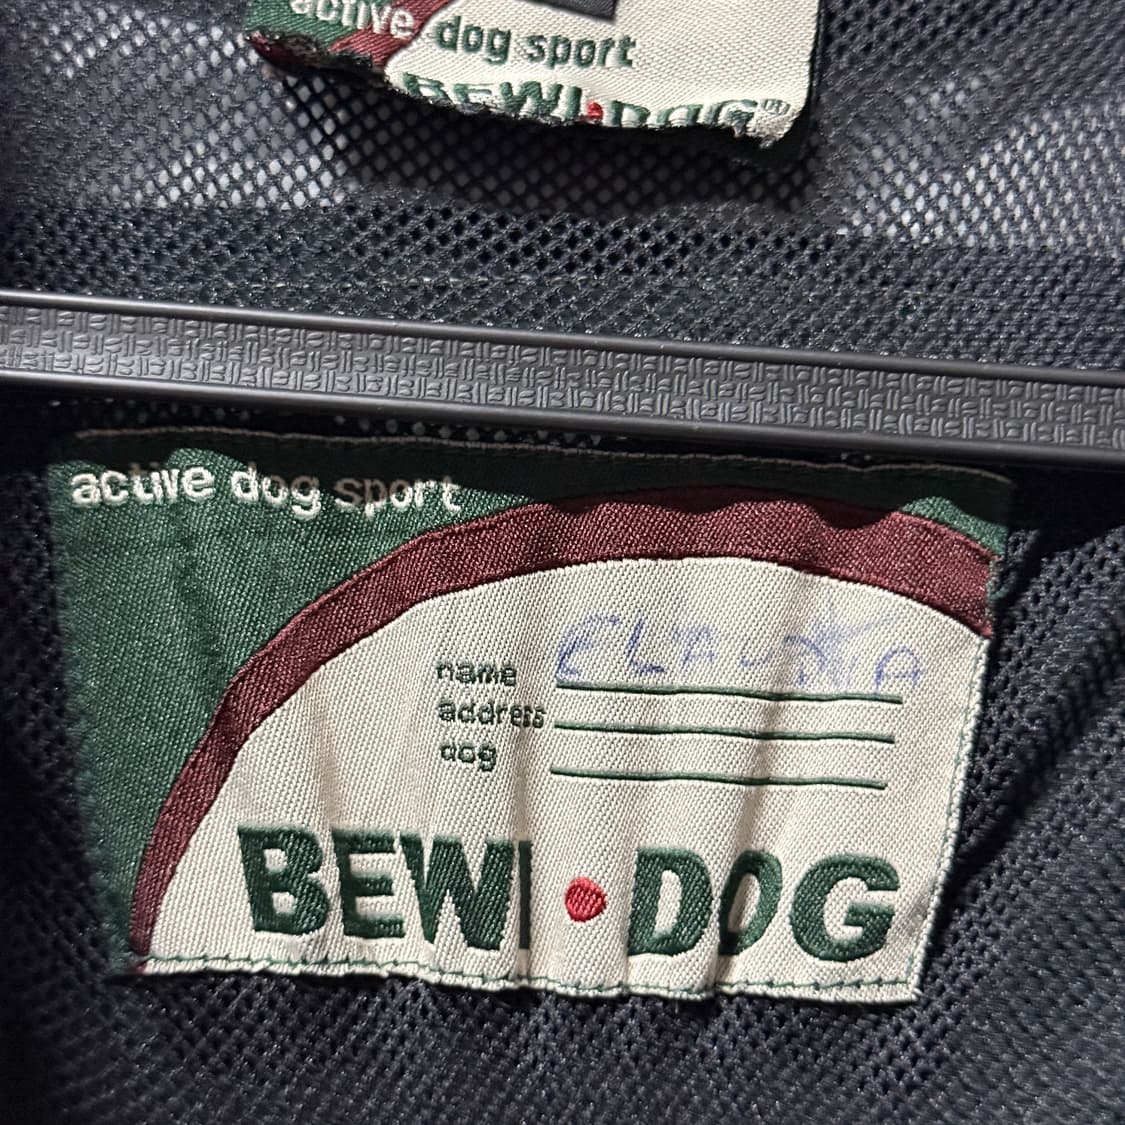 active dog sport
BEWI•DOG®
active dog sport
name
address
dog
BEWI•DOG